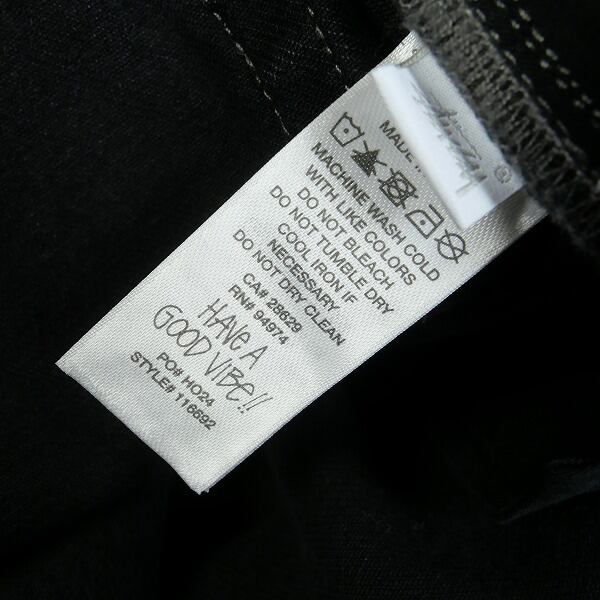 MADE
MACHINE WASH COLD
WITH LIKE COLORS
DO NOT BLEACH
DO NOT TUMBLE DRY
COOL IRON IF
NECESSARY
DO NOT DRY CLEAN
CA# 28629
RN# 94974
HAVE A
GOOD VIBE!!
PO# HO24
STYLE# 116692